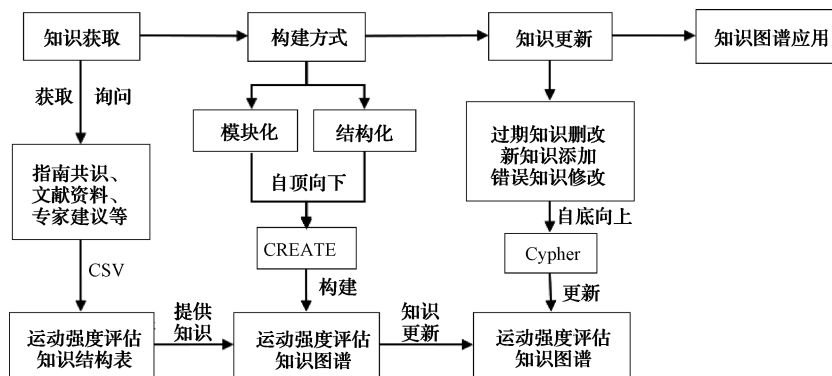 知识获取
构建方式
知识更新
知识图谱应用
获取 询问
模块化
结构化
过期知识删改
新知识添加
错误知识修改
指南共识、
文献资料、
专家建议等
自顶向下
自底向上
CREATE
Cypher
CSV
构建
更新
运动强度评估
知识结构表
提供
知识
运动强度评估
知识图谱
知识
更新
运动强度评估
知识图谱